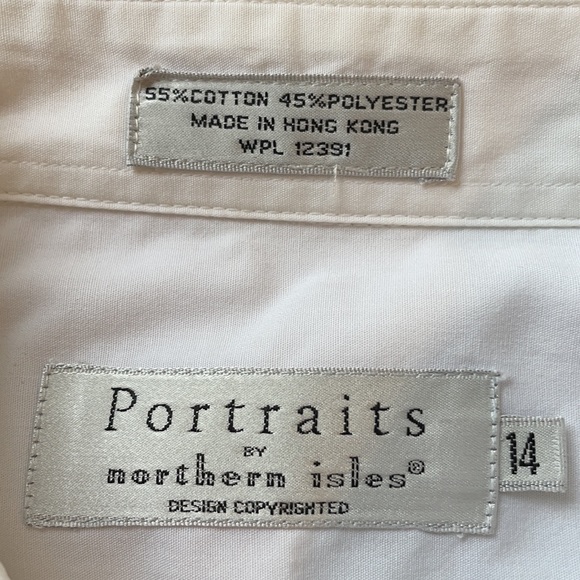 55%COTTON 45%POLYESTER
MADE IN HONG KONG
WPL 12391
Portraits
BY
northern isles®
DESIGN COPYRIGHTED
14